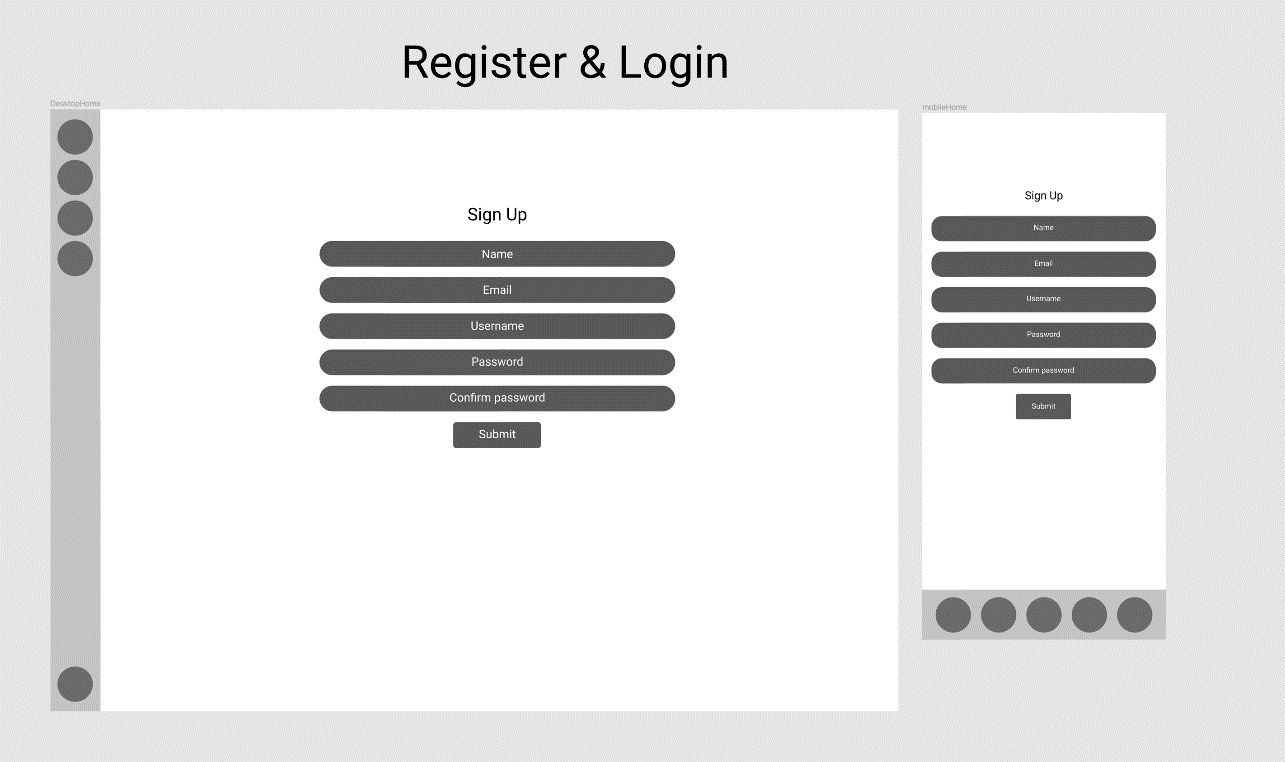 Register & Login
DesktopHome
Sign Up
Name
Email
Username
Password
Confirm password
Submit
mobileHome
Sign Up
Name
Email
Username
Password
Confirm password
Submit